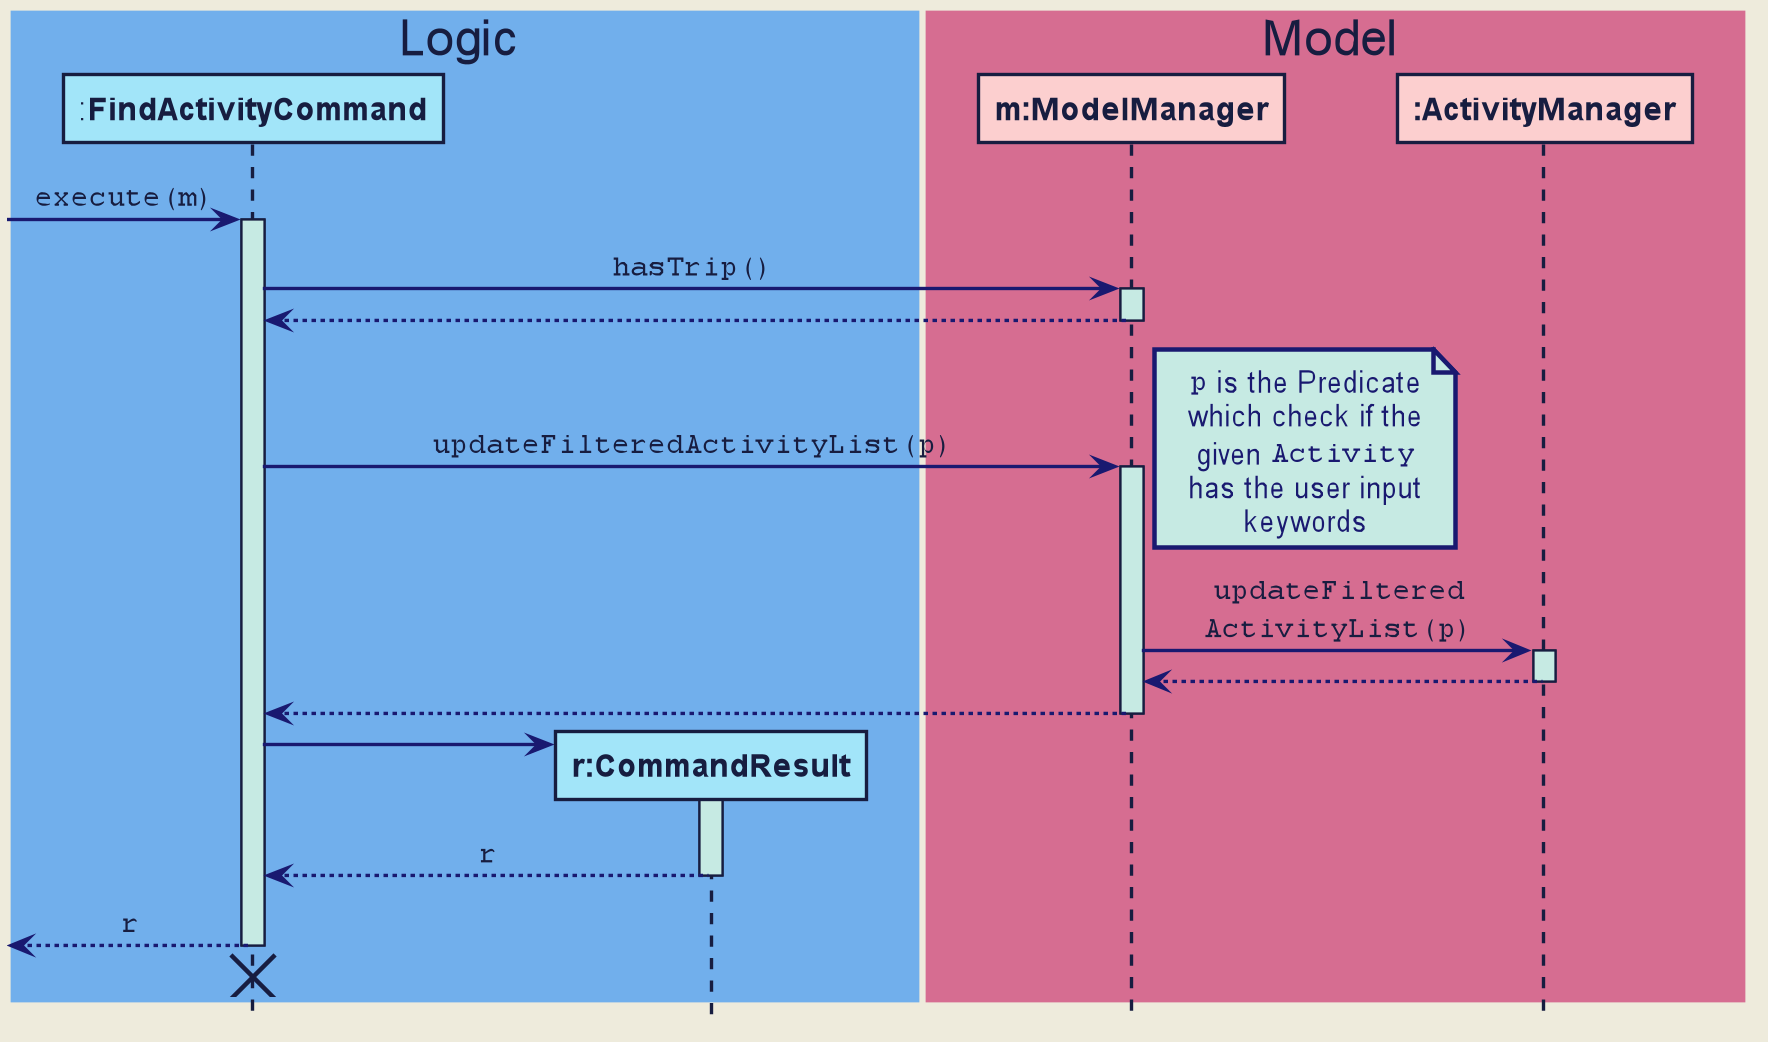 Logic
Model
:FindActivityCommand
m:ModelManager
:ActivityManager
execute(m)
hasTrip()
p is the Predicate
which check if the
given Activity
has the user input
keywords
updateFilteredActivityList(p)
updateFiltered
ActivityList(p)
r:CommandResult
r
r